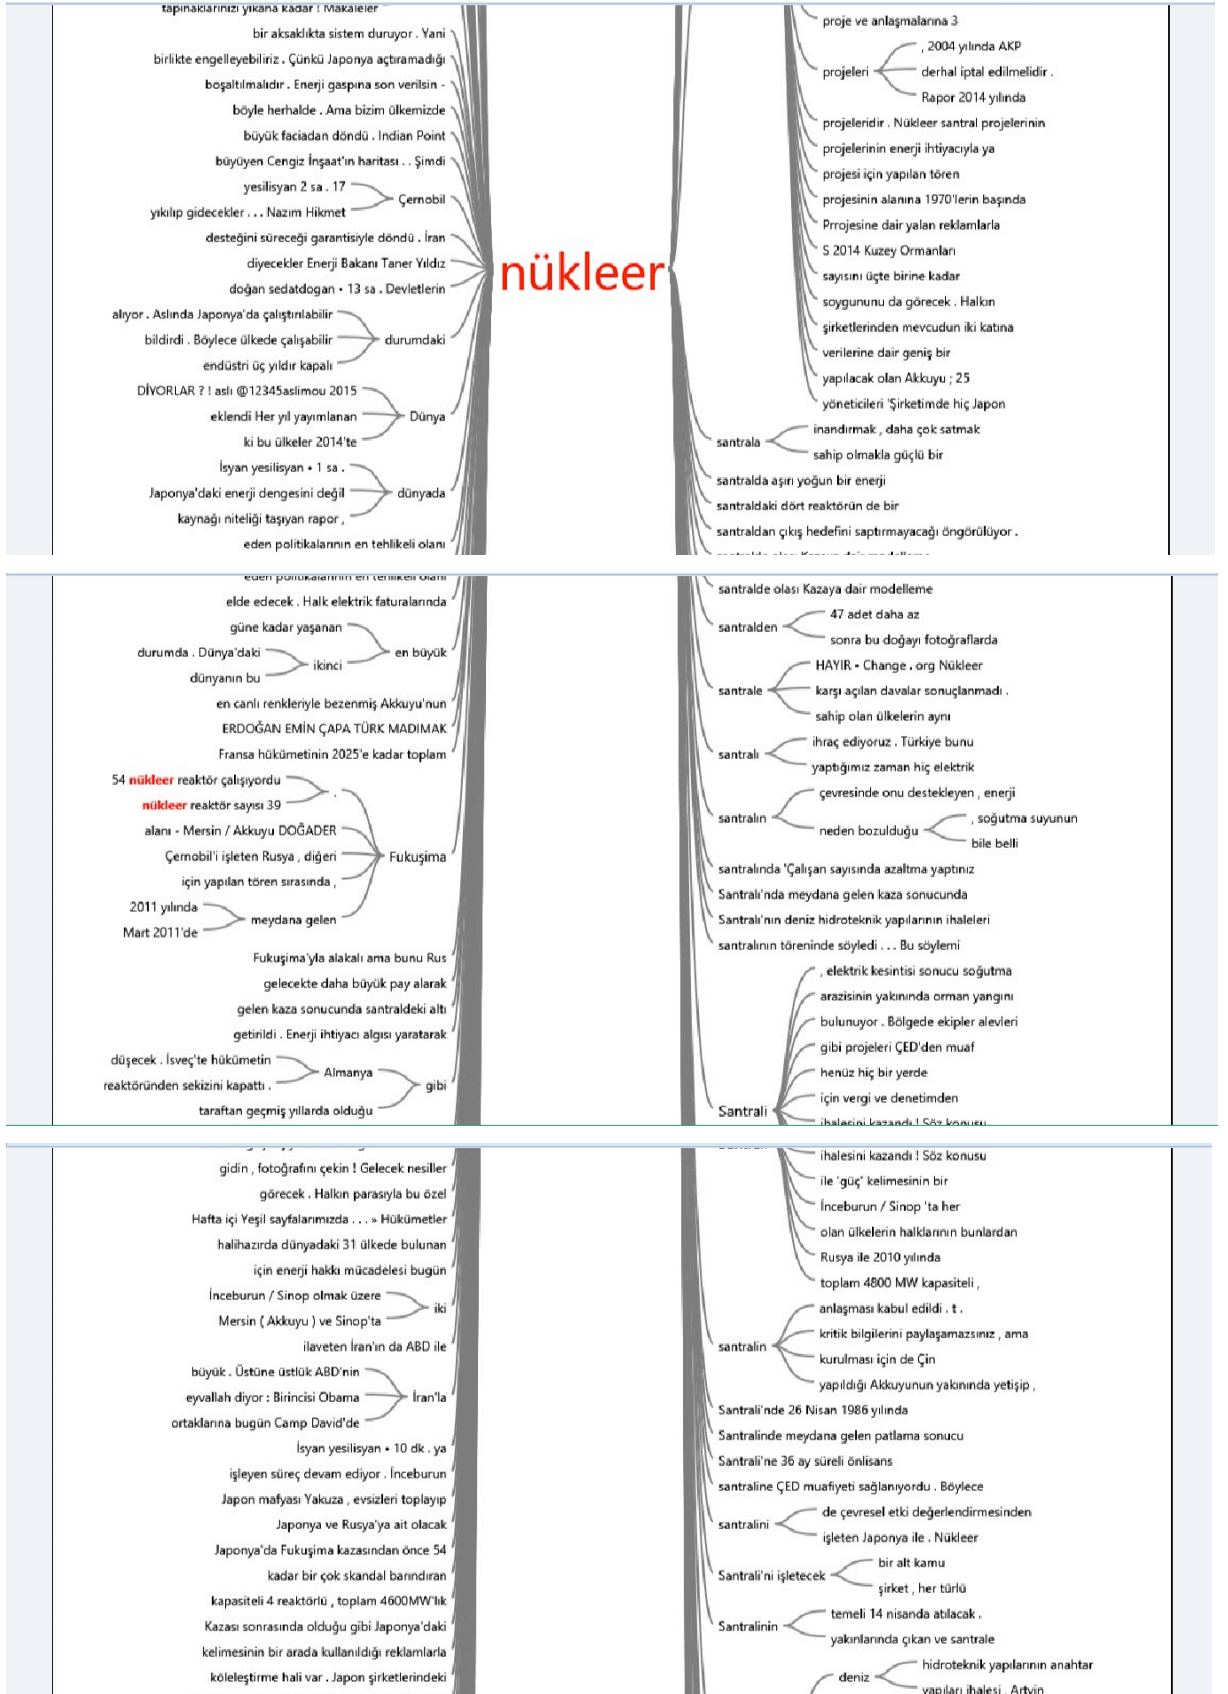 tapınaklarınızı yıkana kadar ! Makaleler
bir aksaklıkta sistem duruyor . Yani
birlikte engelleyebiliriz . Çünkü Japonya açtıramadığı
boşaltılmalıdır . Enerji gaspına son verilsin -
böyle herhalde . Ama bizim ülkemizde
büyük faciadan döndü . Indian Point
büyüyen Cengiz İnşaat'ın haritası . . Şimdi
yesilisyan 2 sa . 17
Çernobil
yıkılıp gidecekler . . . Nazım Hikmet
desteğini süreceği garantisiyle döndü . İran
diyecekler Enerji Bakanı Taner Yıldız
doğan sedatdogan • 13 sa . Devletlerin
alıyor . Aslında Japonya'da çalıştırılabilir
bildirdi . Böylece ülkede çalışabilir
durumdaki
endüstri üç yıldır kapalı
DİYORLAR ? ! aslı @12345aslimou 2015
eklendi Her yıl yayımlanan
Dünya
ki bu ülkeler 2014'te
İsyan yesilisyan • 1 sa .
Japonya'daki enerji dengesini değil
dünyada
kaynağı niteliği taşıyan rapor ,
eden politikalarının en tehlikeli olanı
nükleer
proje ve anlaşmalarına 3
, 2004 yılında AKP
projeleri
derhal iptal edilmelidir .
Rapor 2014 yılında
projeleridir . Nükleer santral projelerinin
projelerinin enerji ihtiyacıyla ya
projesi için yapılan tören
projesinin alanına 1970'lerin başında
Prrojesine dair yalan reklamlarla
S 2014 Kuzey Ormanları
sayısını üçte birine kadar
soygununu da görecek . Halkın
şirketlerinden mevcudun iki katına
verilerine dair geniş bir
yapılacak olan Akkuyu ; 25
yöneticileri 'Şirketimde hiç Japon
inandırmak , daha çok satmak
santrala
sahip olmakla güçlü bir
santralda aşırı yoğun bir enerji
santraldaki dört reaktörün de bir
santraldan çıkış hedefini saptırmayacağı öngörülüyor .
santralde olası Kazaya dair modelleme
eden politikalarının en tehlikeli olanı
elde edecek . Halk elektrik faturalarında
güne kadar yaşanan
en büyük
durumda . Dünya'daki
ikinci
dünyanın bu
en canlı renkleriyle bezenmiş Akkuyu'nun
ERDOĞAN EMİN ÇAPA TÜRK MADIMAK
Fransa hükümetinin 2025'e kadar toplam
54 nükleer reaktör çalışıyordu
.
nükleer reaktör sayısı 39
alanı - Mersin / Akkuyu DOĞADER
Çernobil'i işleten Rusya , diğeri
Fukuşima
için yapılan tören sırasında ,
2011 yılında
meydana gelen
Mart 2011'de
Fukuşima'yla alakalı ama bunu Rus
gelecekte daha büyük pay alarak
gelen kaza sonucunda santraldeki altı
getirildi . Enerji ihtiyacı algısı yaratarak
düşecek . İsveç'te hükümetin
Almanya
reaktöründen sekizini kapattı .
gibi
taraftan geçmiş yıllarda olduğu
santralde olası Kazaya dair modelleme
47 adet daha az
santralden
sonra bu doğayı fotoğraflarda
HAYIR • Change . org Nükleer
santrale
karşı açılan davalar sonuçlanmadı .
sahip olan ülkelerin aynı
ihraç ediyoruz . Türkiye bunu
santralı
yaptığımız zaman hiç elektrik
çevresinde onu destekleyen , enerji
santralın
neden bozulduğu
, soğutma suyunun
bile belli
santralında 'Çalışan sayısında azaltma yaptınız
Santralı'nda meydana gelen kaza sonucunda
Santralı'nın deniz hidroteknik yapılarının ihaleleri
santralının töreninde söyledi . . . Bu söylemi
, elektrik kesintisi sonucu soğutma
arazisinin yakınında orman yangını
bulunuyor . Bölgede ekipler alevleri
gibi projeleri ÇED'den muaf
henüz hiç bir yerde
için vergi ve denetimden
Santrali
ihalesini kazandı ! Söz konusu
gidin , fotoğrafını çekin ! Gelecek nesiller
görecek . Halkın parasıyla bu özel
Hafta içi Yeşil sayfalarımızda . . . » Hükümetler
halihazırda dünyadaki 31 ülkede bulunan
için enerji hakkı mücadelesi bugün
İnceburun / Sinop olmak üzere
iki
Mersin ( Akkuyu ) ve Sinop'ta
ilaveten İran'ın da ABD ile
büyük . Üstüne üstlük ABD'nin
eyvallah diyor : Birincisi Obama
İran'la
ortaklarına bugün Camp David'de
İsyan yesilisyan • 10 dk . ya
işleyen süreç devam ediyor . İnceburun
Japon mafyası Yakuza , evsizleri toplayıp
Japonya ve Rusya'ya ait olacak
Japonya'da Fukuşima kazasından önce 54
kadar bir çok skandal barındıran
kapasiteli 4 reaktörlü , toplam 4600MW'lık
Kazası sonrasında olduğu gibi Japonya'daki
kelimesinin bir arada kullanıldığı reklamlarla
köleleştirme hali var . Japon şirketlerindeki
ihalesini kazandı ! Söz konusu
ile 'güç' kelimesinin bir
İnceburun / Sinop 'ta her
olan ülkelerin halklarının bunlardan
Rusya ile 2010 yılında
toplam 4800 MW kapasiteli ,
anlaşması kabul edildi . t .
kritik bilgilerini paylaşamazsınız , ama
santralin
kurulması için de Çin
yapıldığı Akkuyunun yakınında yetişip ,
Santrali'nde 26 Nisan 1986 yılında
Santralinde meydana gelen patlama sonucu
Santrali'ne 36 ay süreli önlisans
santraline ÇED muafiyeti sağlanıyordu . Böylece
de çevresel etki değerlendirmesinden
santralini
işleten Japonya ile . Nükleer
bir alt kamu
Santrali'ni işletecek
şirket , her türlü
temeli 14 nisanda atılacak .
Santralinin
yakınlarında çıkan ve santrale
hidroteknik yapılarının anahtar
deniz
yapıları ihalesi . Artvin